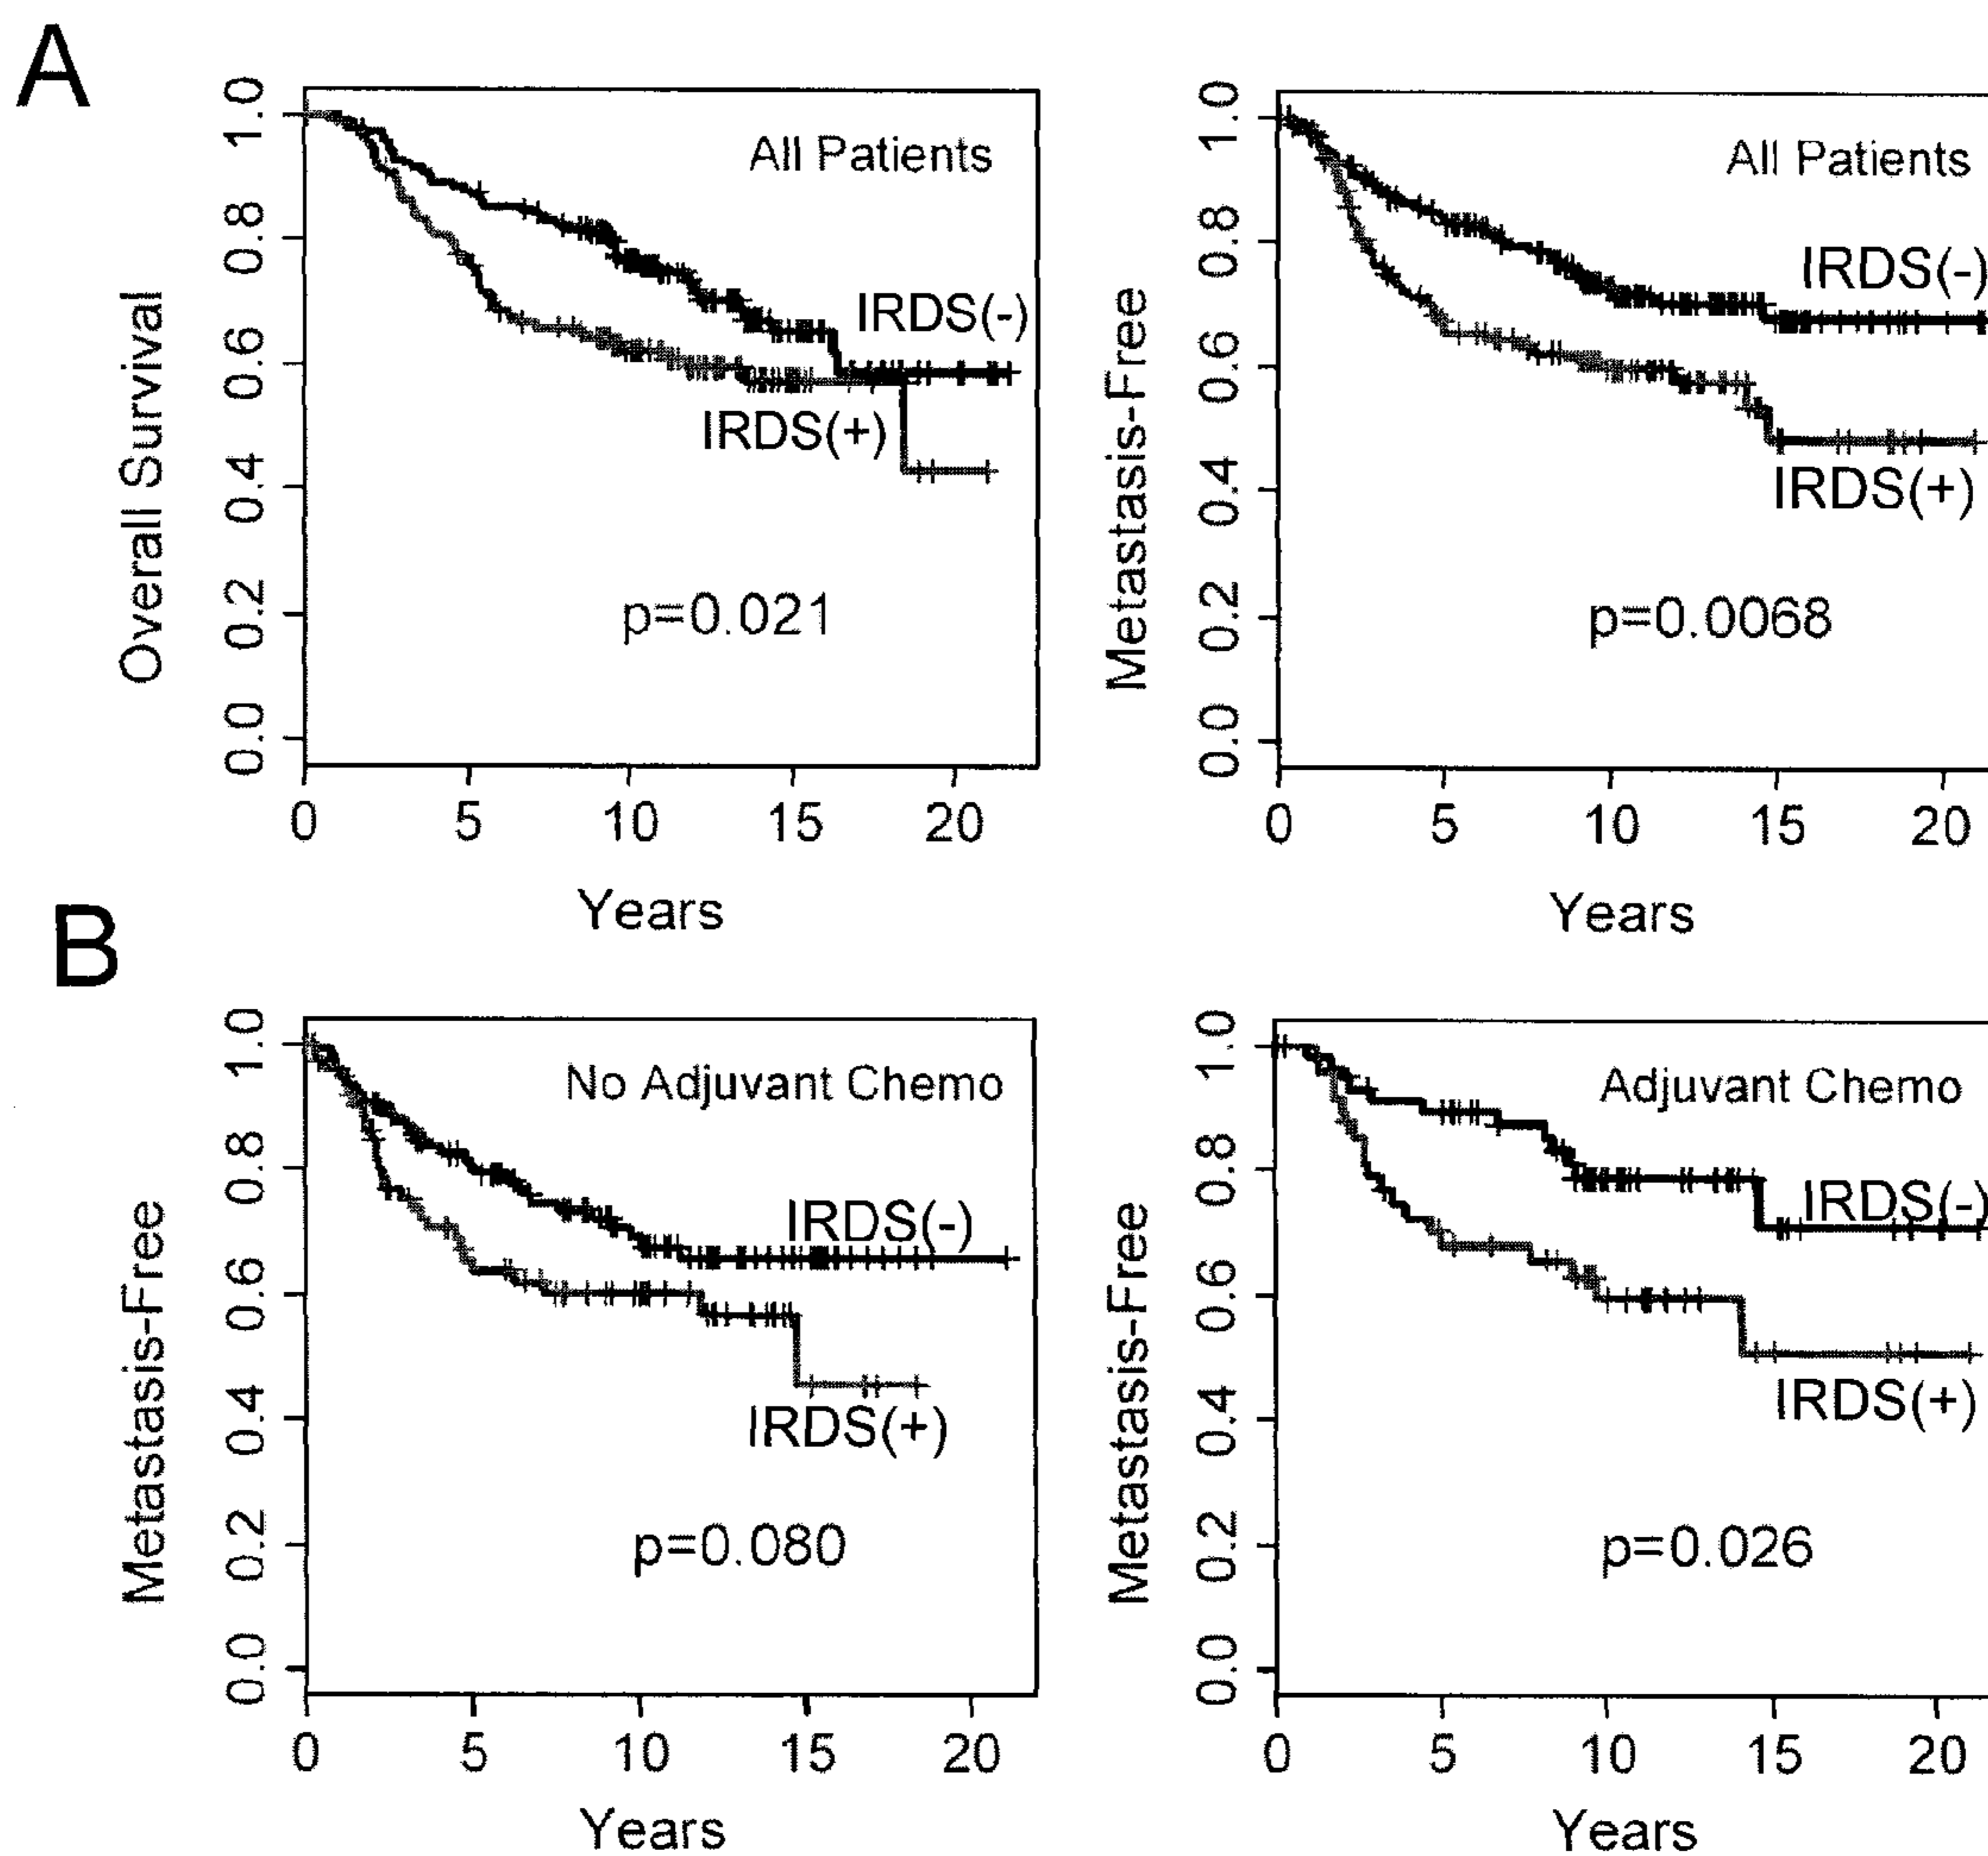 A
Overall Survival
1.0
0.8
0.6
0.4
0.2
0.0
All Patients
IRDS(-)
IRDS(+)
p=0.021
0 5 10 15 20
Years
Metastasis-Free
1.0
0.8
0.6
0.4
0.2
0.0
All Patients
IRDS(-)
IRDS(+)
p=0.0068
0 5 10 15 20
Years
B
Metastasis-Free
1.0
0.8
0.6
0.4
0.2
0.0
No Adjuvant Chemo
IRDS(-)
IRDS(+)
p=0.080
0 5 10 15 20
Years
Metastasis-Free
1.0
0.8
0.6
0.4
0.2
0.0
Adjuvant Chemo
IRDS(-)
IRDS(+)
p=0.026
0 5 10 15 20
Years